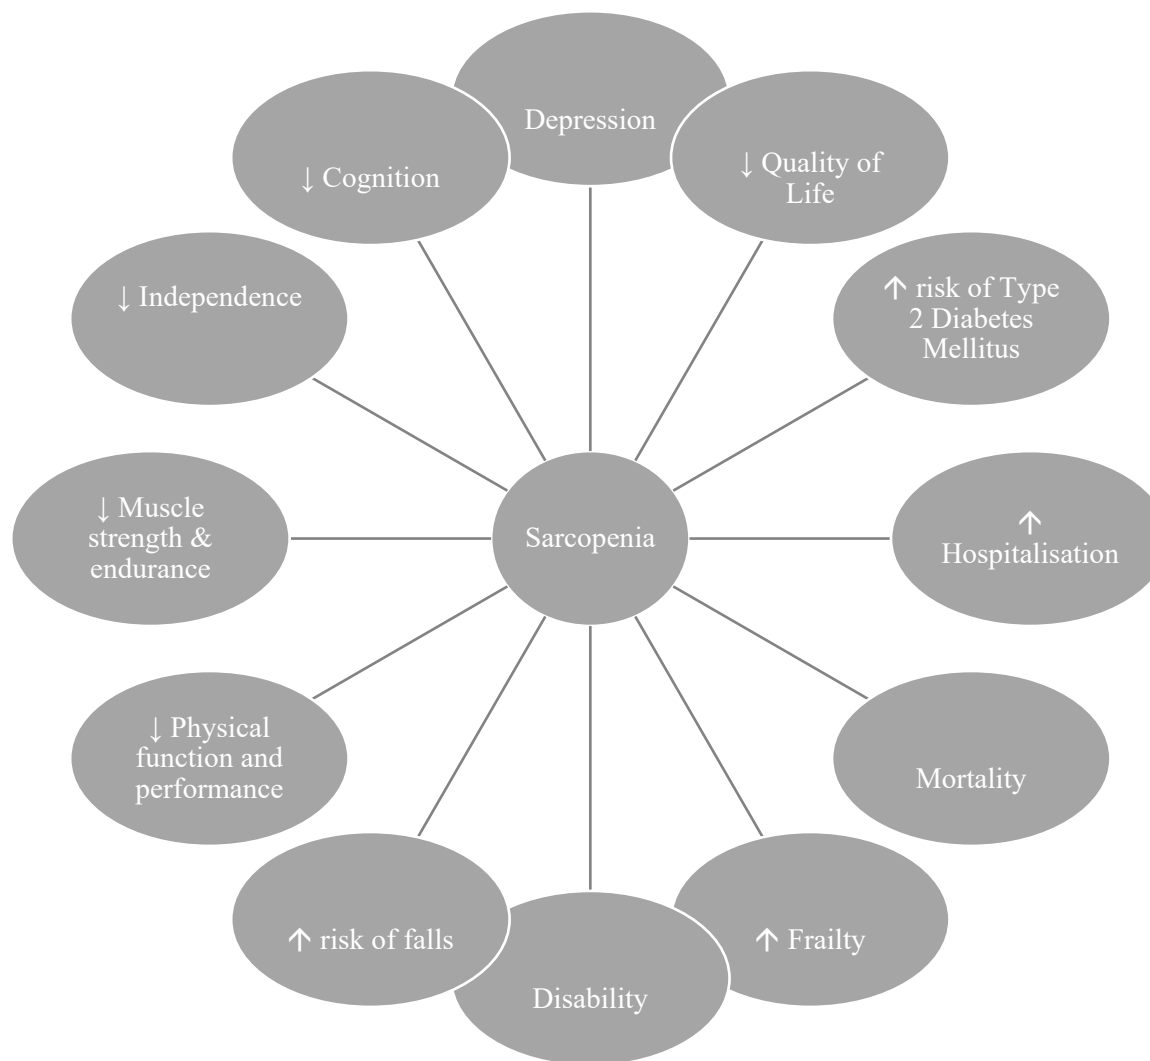 Depression
↓ Quality of
Life
↑ risk of Type
2 Diabetes
Mellitus
↑
Hospitalisation
Mortality
↑ Frailty
Disability
↑ risk of falls
↓ Physical
function and
performance
↓ Muscle
strength &
endurance
↓ Independence
↓ Cognition
Sarcopenia